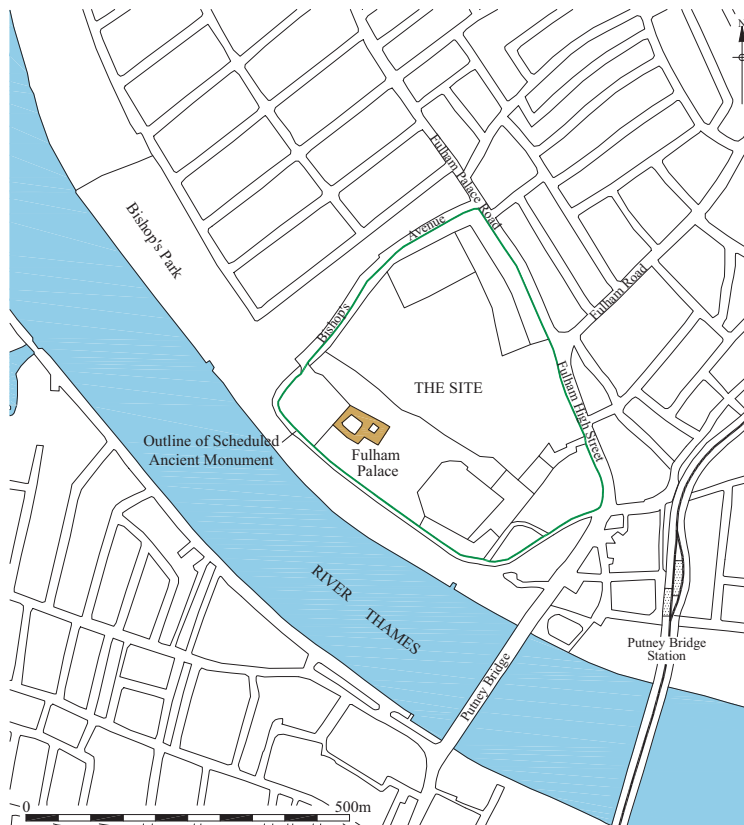 N
Fulham Palace Road
Avenue
Bishop's Park
Fulham Road
Bishop's
THE SITE
Fulham High Street
Outline of Scheduled
Ancient Monument
Fulham
Palace
RIVER THAMES
Putney Bridge
Station
Putney Bridge
0
500m